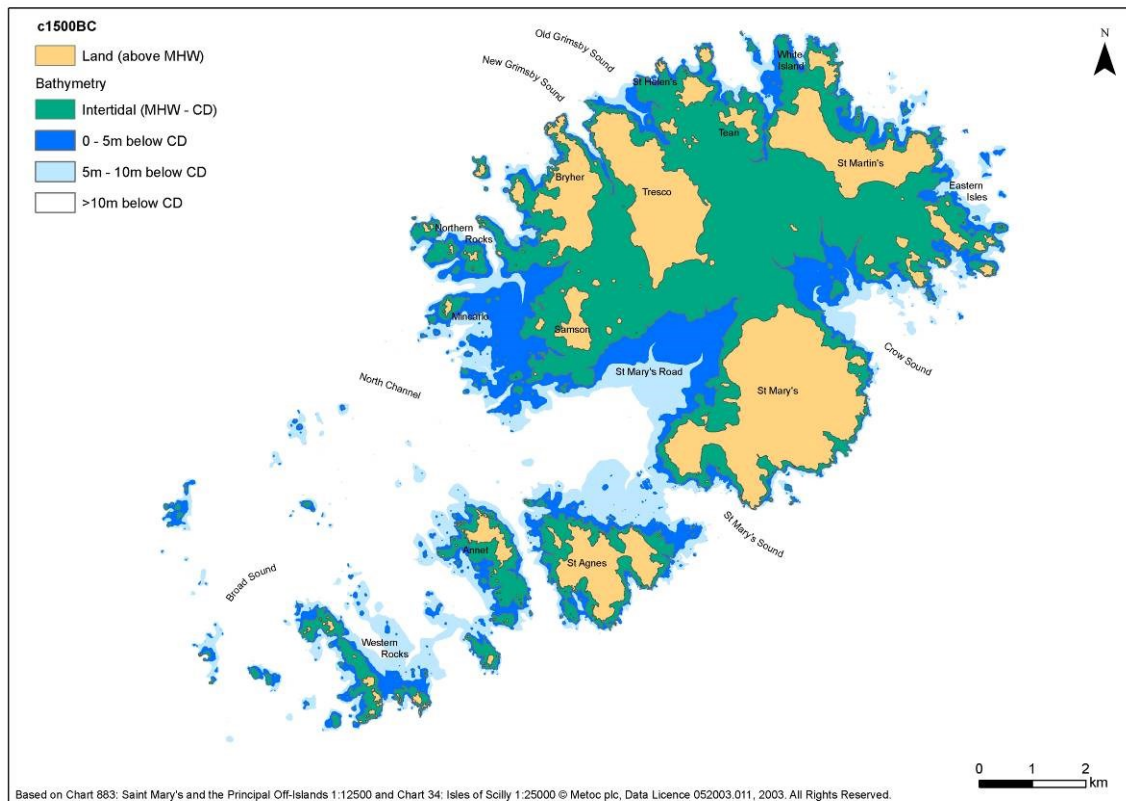 c1500BC
Land (above MHW)
Bathymetry
Intertidal (MHW - CD)
0 - 5m below CD
5m - 10m below CD
>10m below CD
N
Old Grimsby Sound
New Grimsby Sound
White
Island
St Helen's
Tean
St Martin's
Bryher
Tresco
Eastern
Isles
Northern
Rocks
Mincarlo
Samson
St Mary's Road
Crow Sound
North Channel
St Mary's
St Mary's Sound
Annet
St Agnes
Broad Sound
Western
Rocks
0 1 2
km
Based on Chart 883: Saint Mary's and the Principal Off-Islands 1:12500 and Chart 34: Isles of Scilly 1:25000 © Metoc plc, Data Licence 052003.011, 2003. All Rights Reserved.